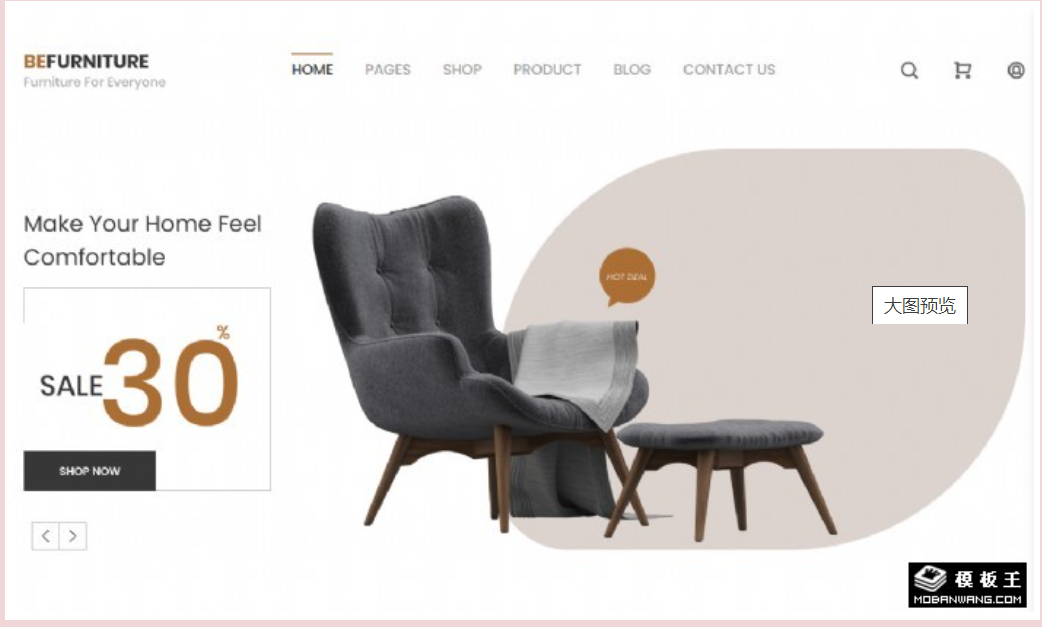 BEFURNITURE
Furniture For Everyone
HOME PAGES SHOP PRODUCT BLOG CONTACT US
Make Your Home Feel
Comfortable
SALE 30 %
SHOP NOW
HOT DEAL
大图预览
模板王
MOBANWANG.COM